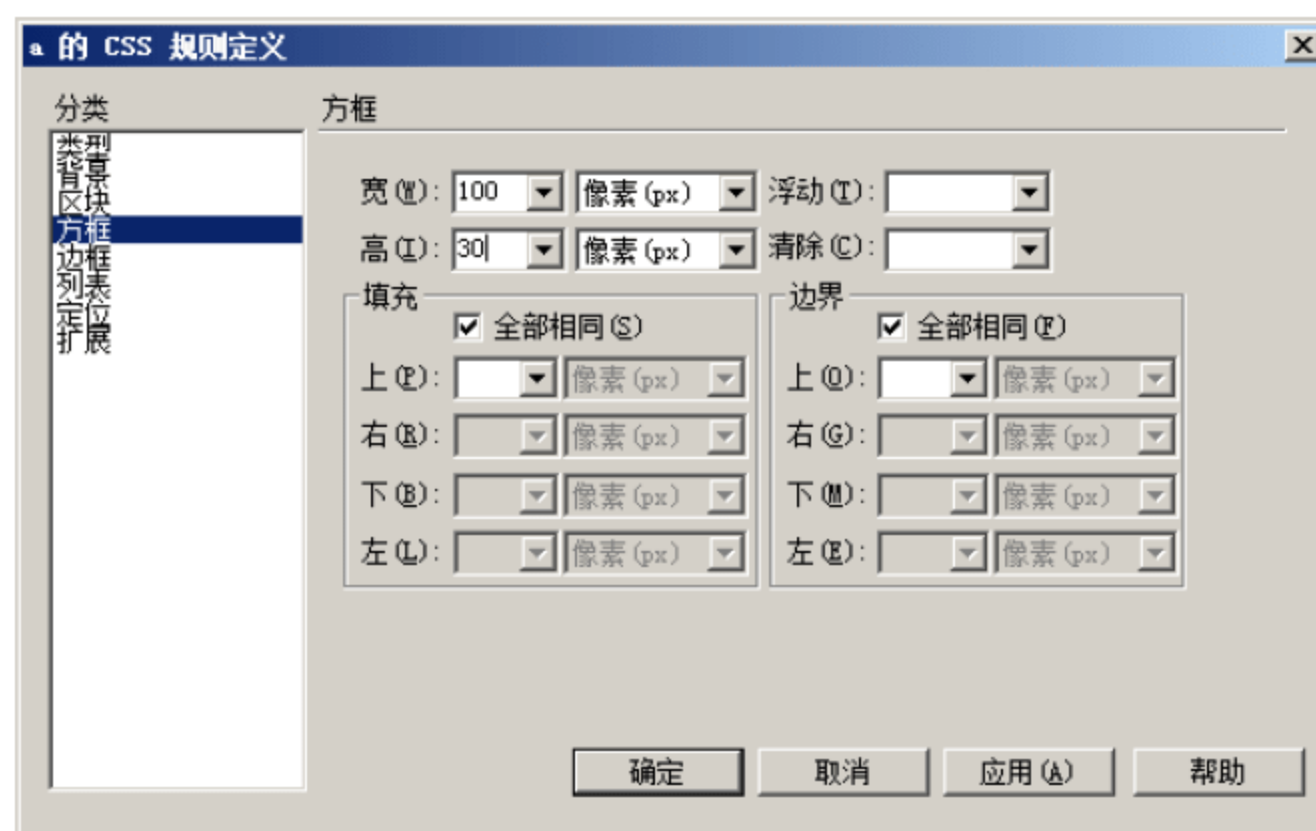 a 的 CSS 规则定义
分类
类型
背景
区块
方框
边框
列表
定位
扩展
方框
宽(W): 100 像素(px) 浮动(T):
高(I): 30 像素(px) 清除(C):
填充 边界
全部相同(S) 全部相同(F)
上(P): 像素(px) 上(O): 像素(px)
右(R): 像素(px) 右(G): 像素(px)
下(B): 像素(px) 下(M): 像素(px)
左(L): 像素(px) 左(E): 像素(px)
确定 取消 应用(A) 帮助